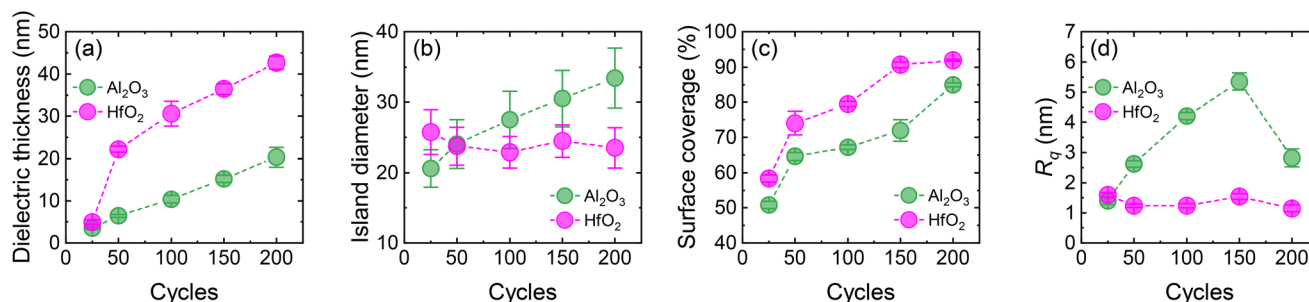 Dielectric thickness (nm)
50
40
30
20
10
0
(a)
Al₂O₃
HfO₂
0 50 100 150 200
Cycles
Island diameter (nm)
40
30
20
10
(b)
Al₂O₃
HfO₂
0 50 100 150 200
Cycles
Surface coverage (%)
100
90
80
70
60
50
40
(c)
Al₂O₃
HfO₂
0 50 100 150 200
Cycles
R_q (nm)
7
6
5
4
3
2
1
0
(d)
Al₂O₃
HfO₂
0 50 100 150 200
Cycles